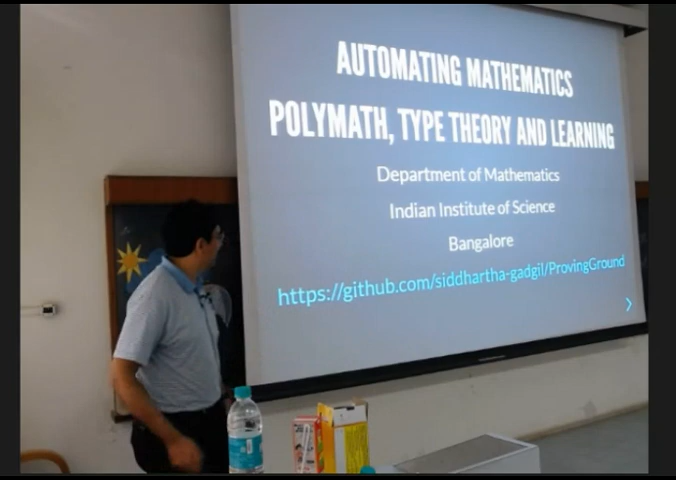 AUTOMATING MATHEMATICS
POLYMATH, TYPE THEORY AND LEARNING
Department of Mathematics
Indian Institute of Science
Bangalore
https://github.com/siddhartha-gadgil/ProvingGround